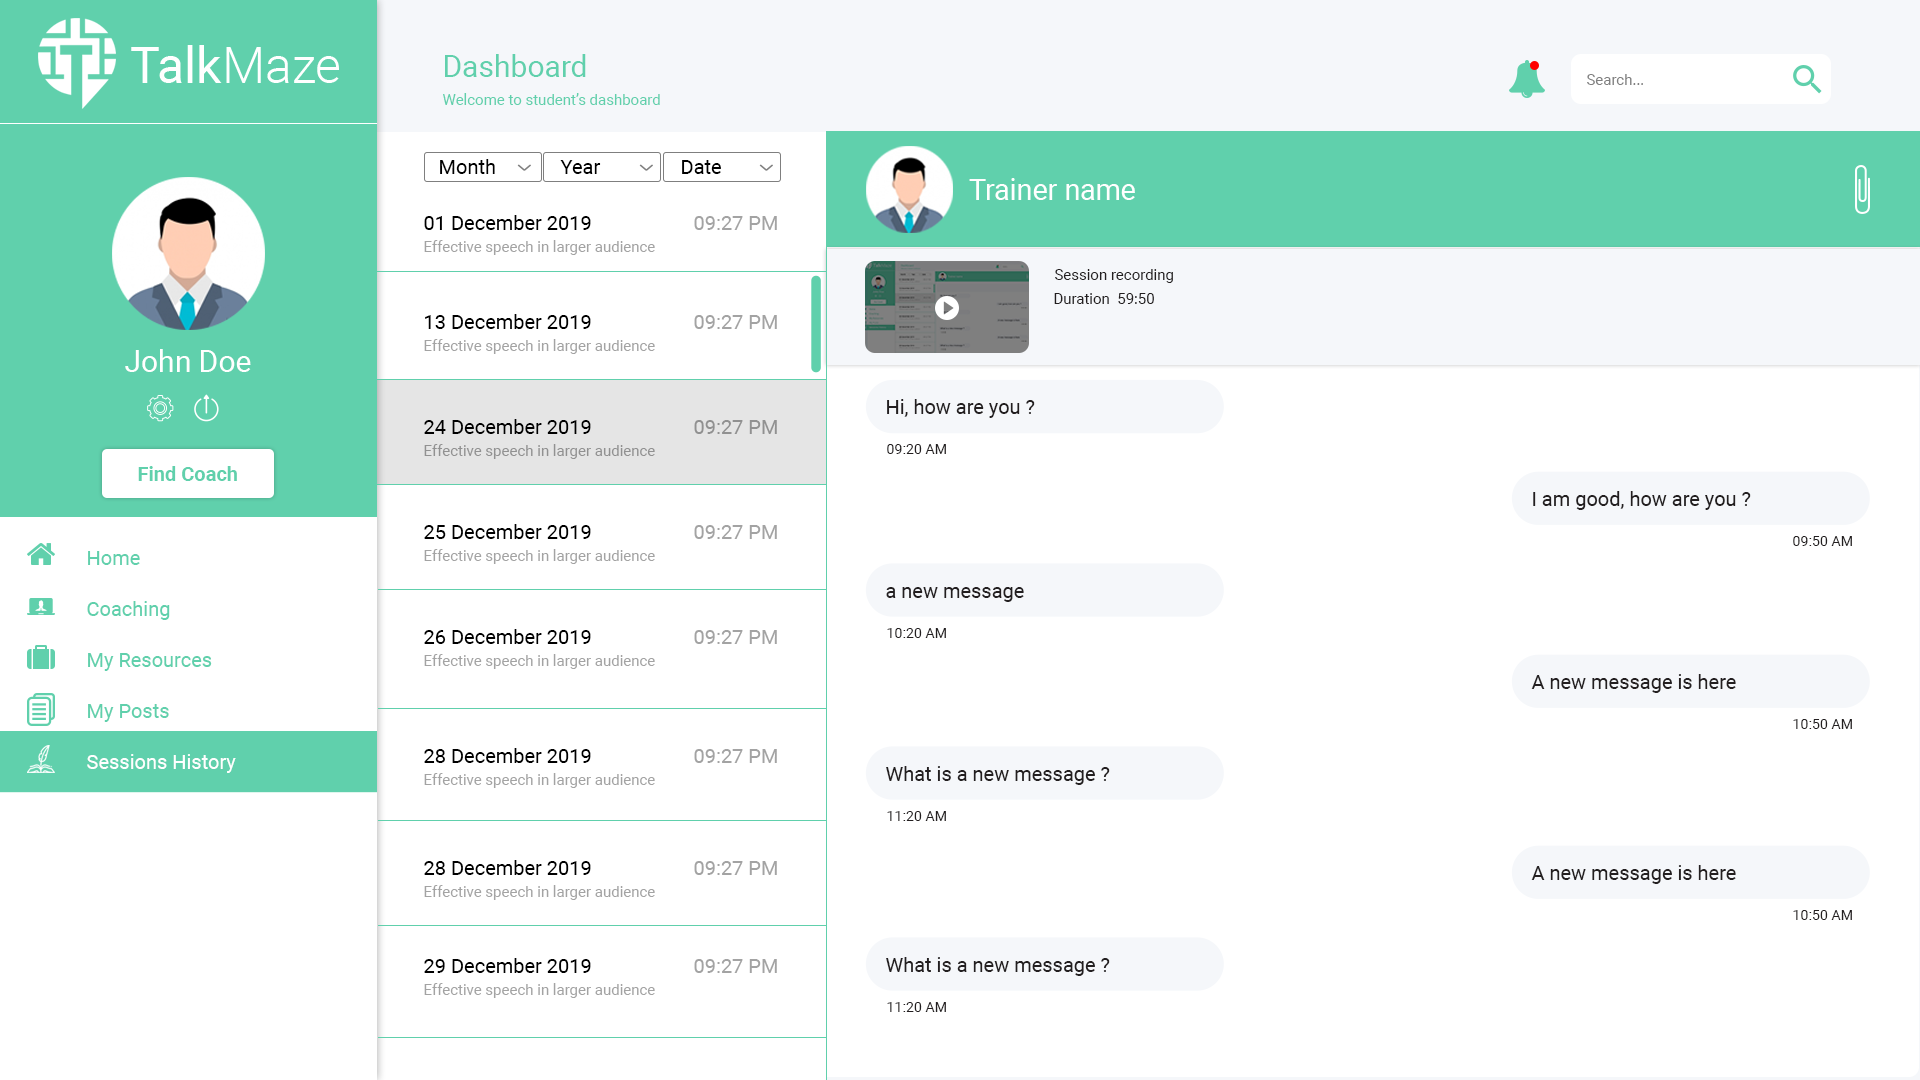 TalkMaze
John Doe
Find Coach
Home
Coaching
My Resources
My Posts
Sessions History
Dashboard
Welcome to student's dashboard
Search...
Month
Year
Date
01 December 2019
09:27 PM
Effective speech in larger audience
13 December 2019
09:27 PM
Effective speech in larger audience
24 December 2019
09:27 PM
Effective speech in larger audience
25 December 2019
09:27 PM
Effective speech in larger audience
26 December 2019
09:27 PM
Effective speech in larger audience
28 December 2019
09:27 PM
Effective speech in larger audience
28 December 2019
09:27 PM
Effective speech in larger audience
29 December 2019
09:27 PM
Effective speech in larger audience
Trainer name
Session recording
Duration 59:50
Hi, how are you ?
09:20 AM
I am good, how are you ?
09:50 AM
a new message
10:20 AM
A new message is here
10:50 AM
What is a new message ?
11:20 AM
A new message is here
10:50 AM
What is a new message ?
11:20 AM